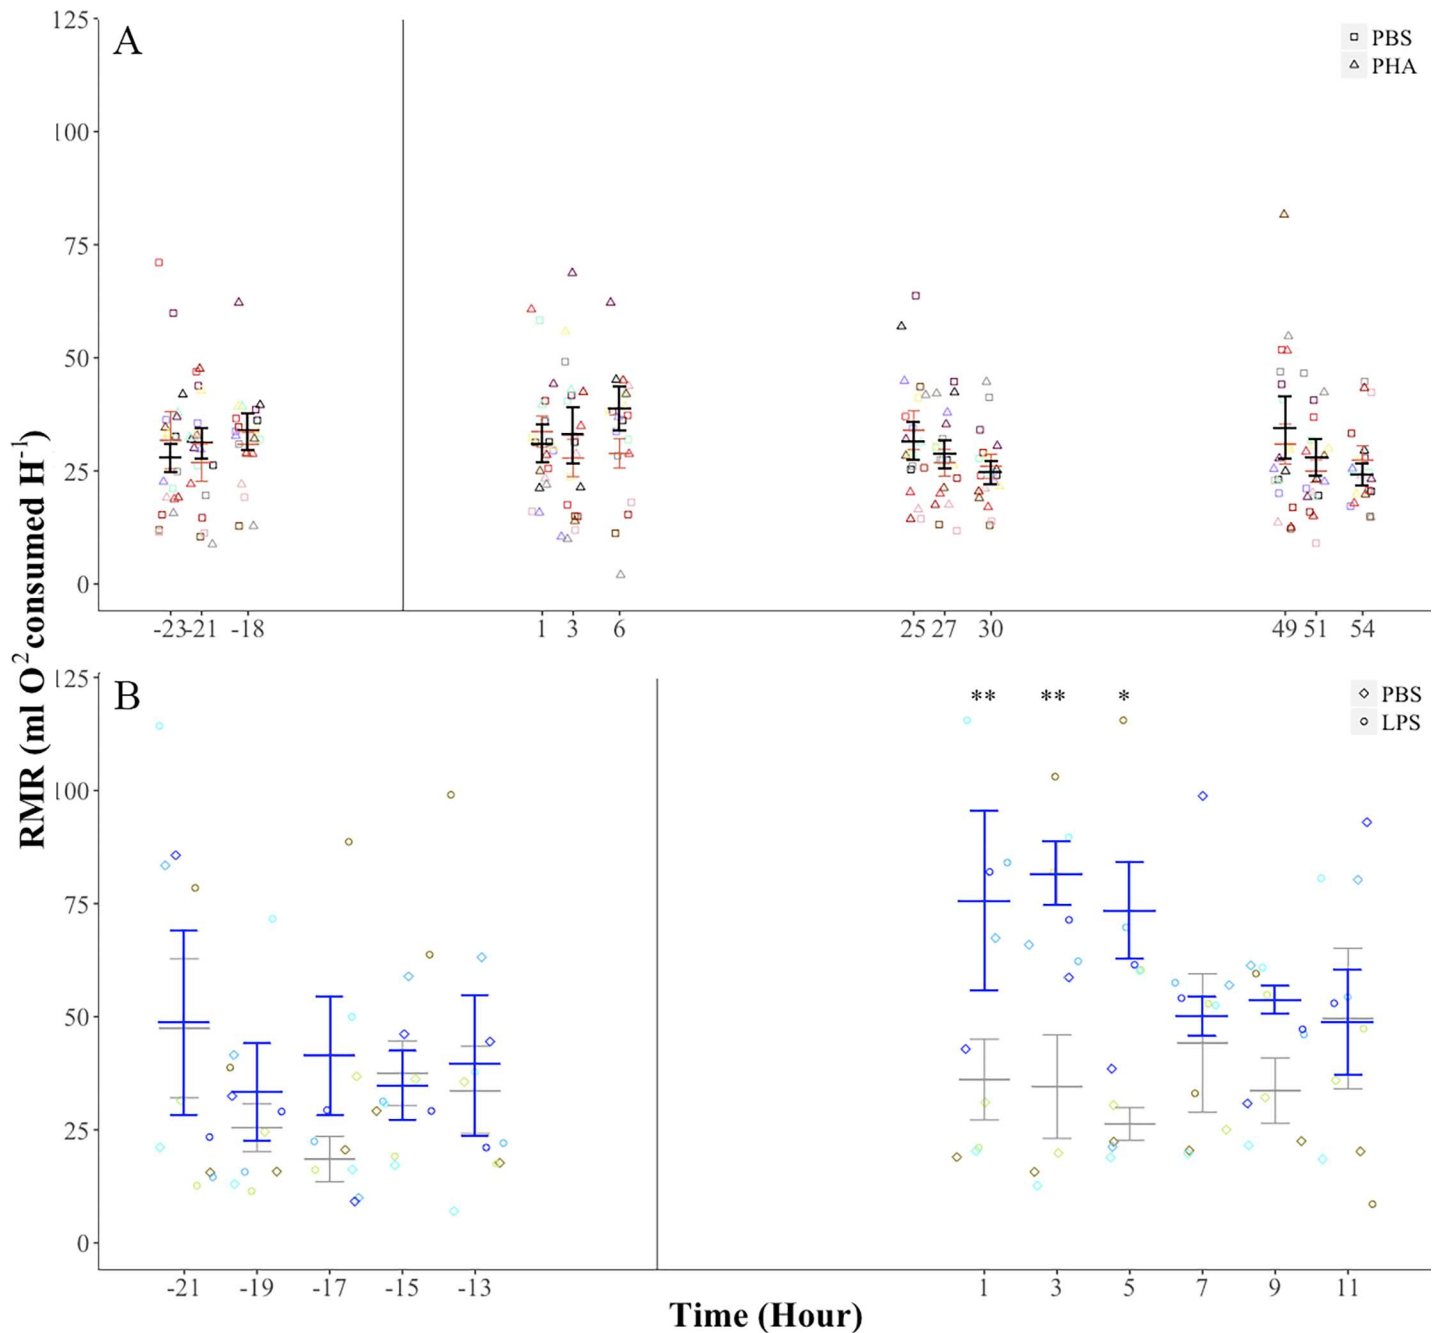 A
PBS
PHA
125
100
75
50
25
0
-23 -21 -18 1 3 6 25 27 30 49 51 54
RMR (ml O2 consumed H-1)
B
** ** *
PBS
LPS
125
100
75
50
25
0
-21 -19 -17 -15 -13 1 3 5 7 9 11
Time (Hour)